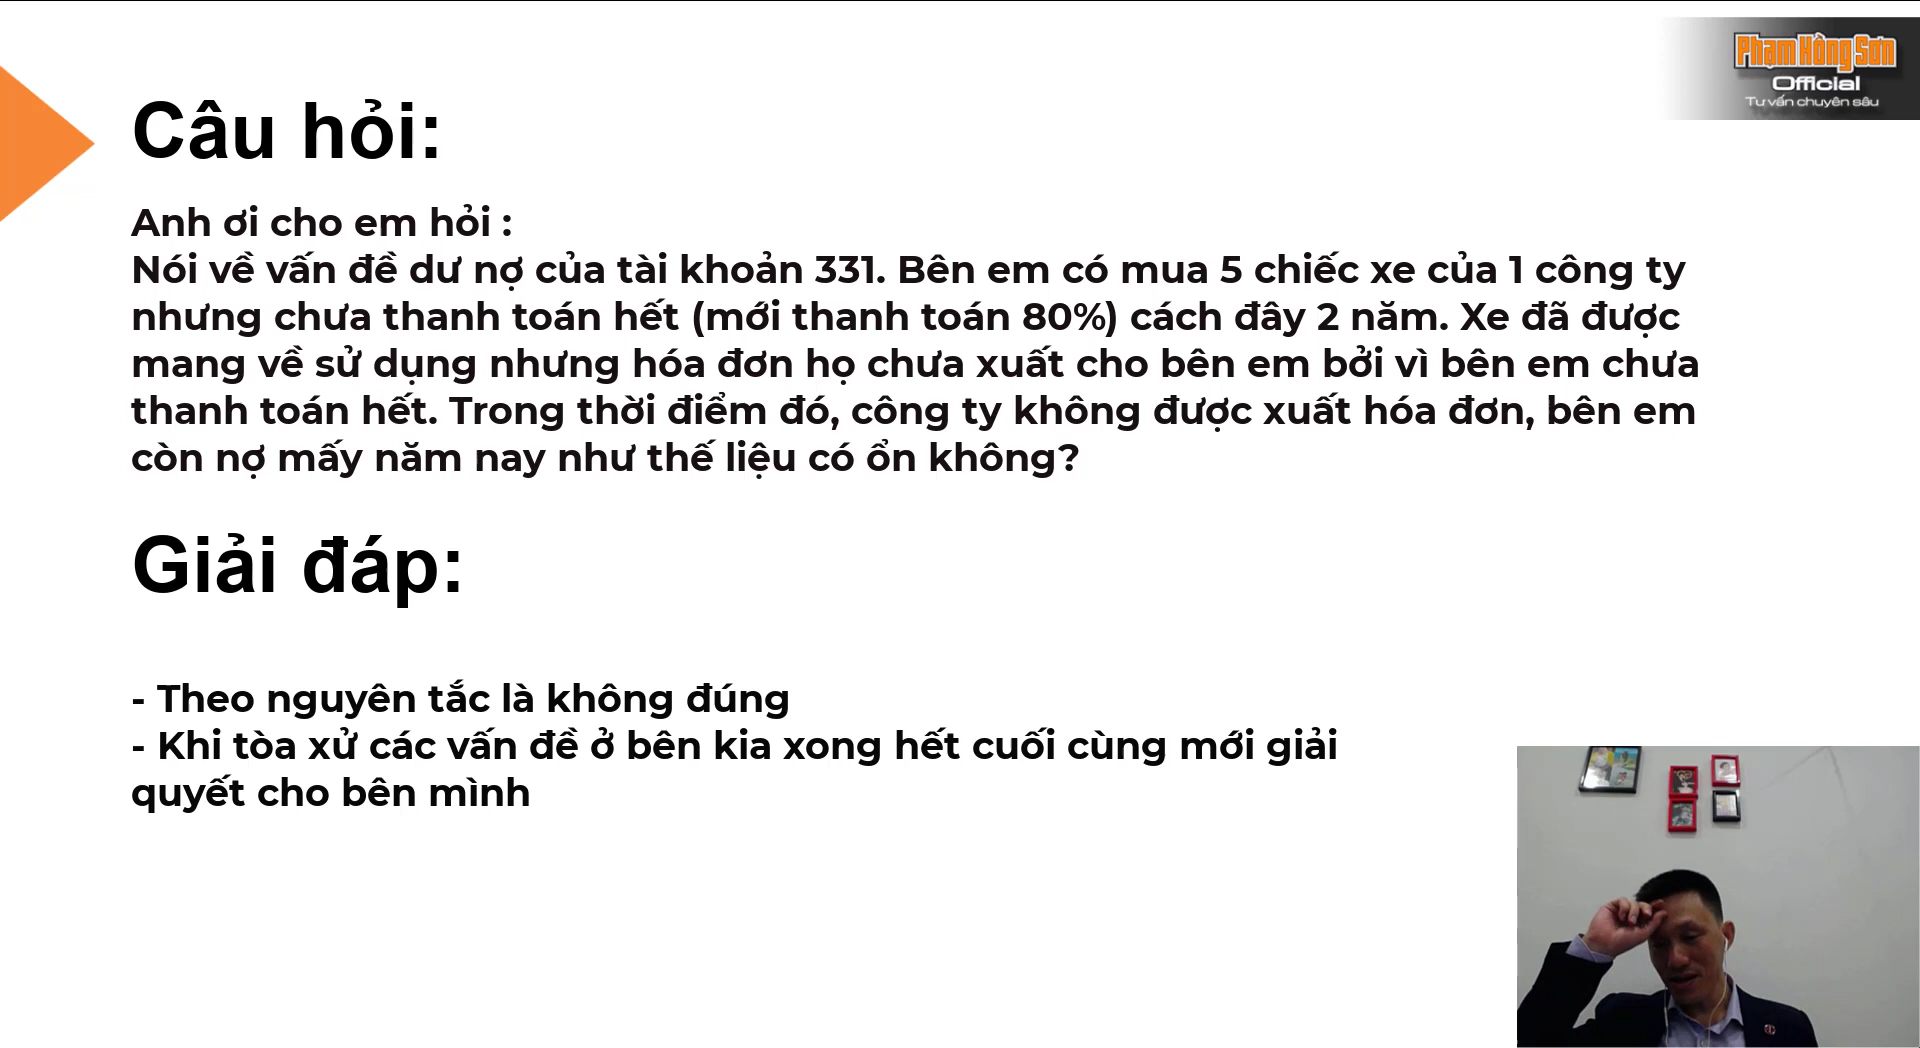 Phạm Hồng Sơn
Official
Tư vấn chuyên sâu
Câu hỏi:
Anh ơi cho em hỏi :
Nói về vấn đề dư nợ của tài khoản 331. Bên em có mua 5 chiếc xe của 1 công ty
nhưng chưa thanh toán hết (mới thanh toán 80%) cách đây 2 năm. Xe đã được
mang về sử dụng nhưng hóa đơn họ chưa xuất cho bên em bởi vì bên em chưa
thanh toán hết. Trong thời điểm đó, công ty không được xuất hóa đơn, bên em
còn nợ mấy năm nay như thế liệu có ổn không?
Giải đáp:
- Theo nguyên tắc là không đúng
- Khi tòa xử các vấn đề ở bên kia xong hết cuối cùng mới giải
quyết cho bên mình